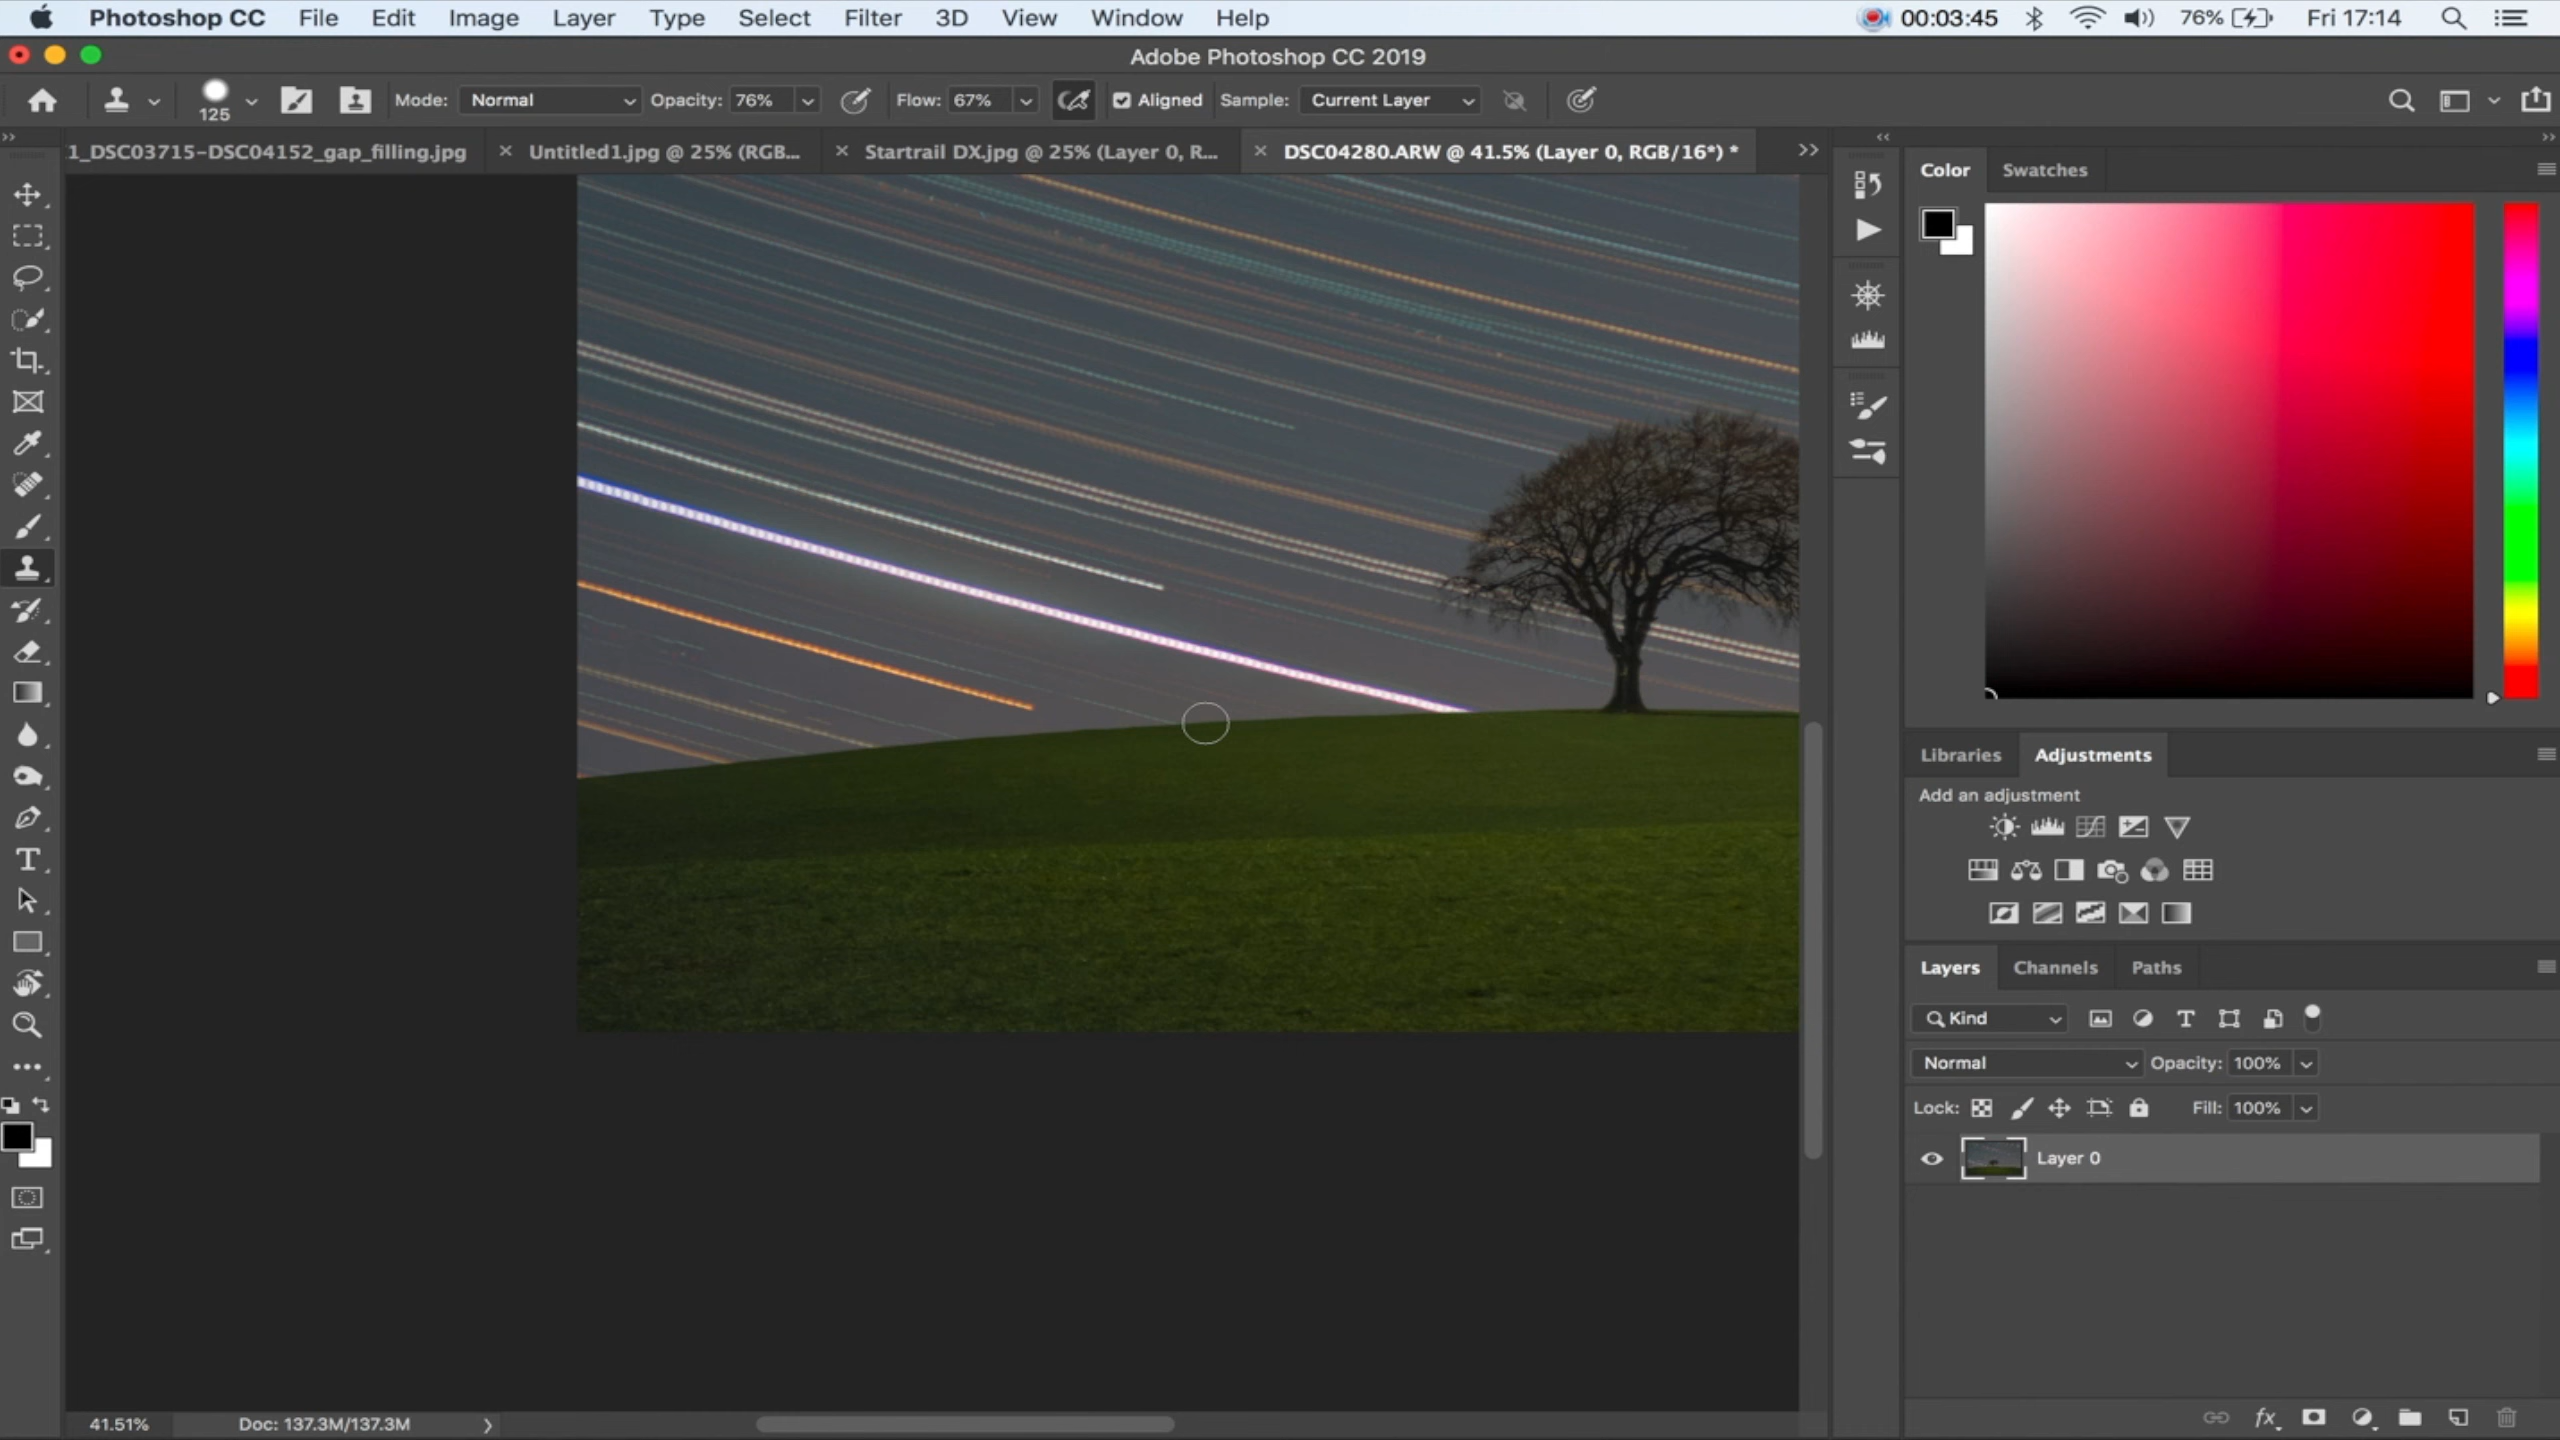 Photoshop CC File Edit Image Layer Type Select Filter 3D View Window Help 00:03:45 76% Fri 17:14
Adobe Photoshop CC 2019
125 Mode: Normal Opacity: 76% Flow: 67% Aligned Sample: Current Layer
1_DSC03715-DSC04152_gap_filling.jpg × Untitled1.jpg @ 25% (RGB... × Startrail DX.jpg @ 25% (Layer 0, R... × DSC04280.ARW @ 41.5% (Layer 0, RGB/16*) *
Color Swatches
Libraries Adjustments
Add an adjustment
Layers Channels Paths
Kind
Normal Opacity: 100%
Lock: Fill: 100%
Layer 0
41.51% Doc: 137.3M/137.3M
fx